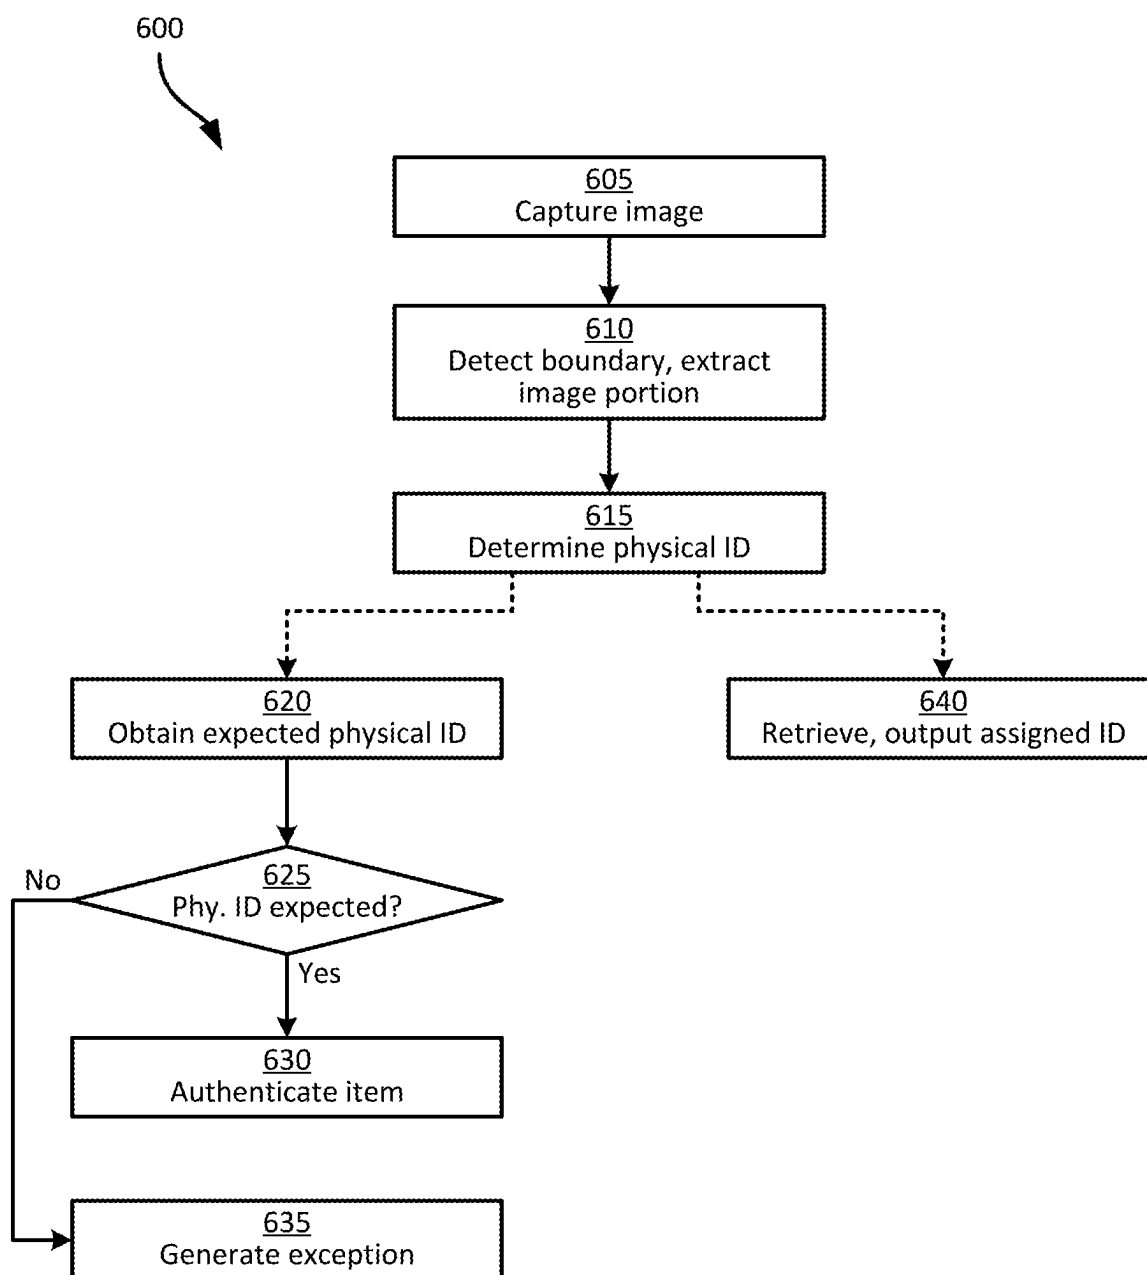 600
605
Capture image
610
Detect boundary, extract
image portion
615
Determine physical ID
620
Obtain expected physical ID
640
Retrieve, output assigned ID
625
Phy. ID expected?
No
Yes
630
Authenticate item
635
Generate exception